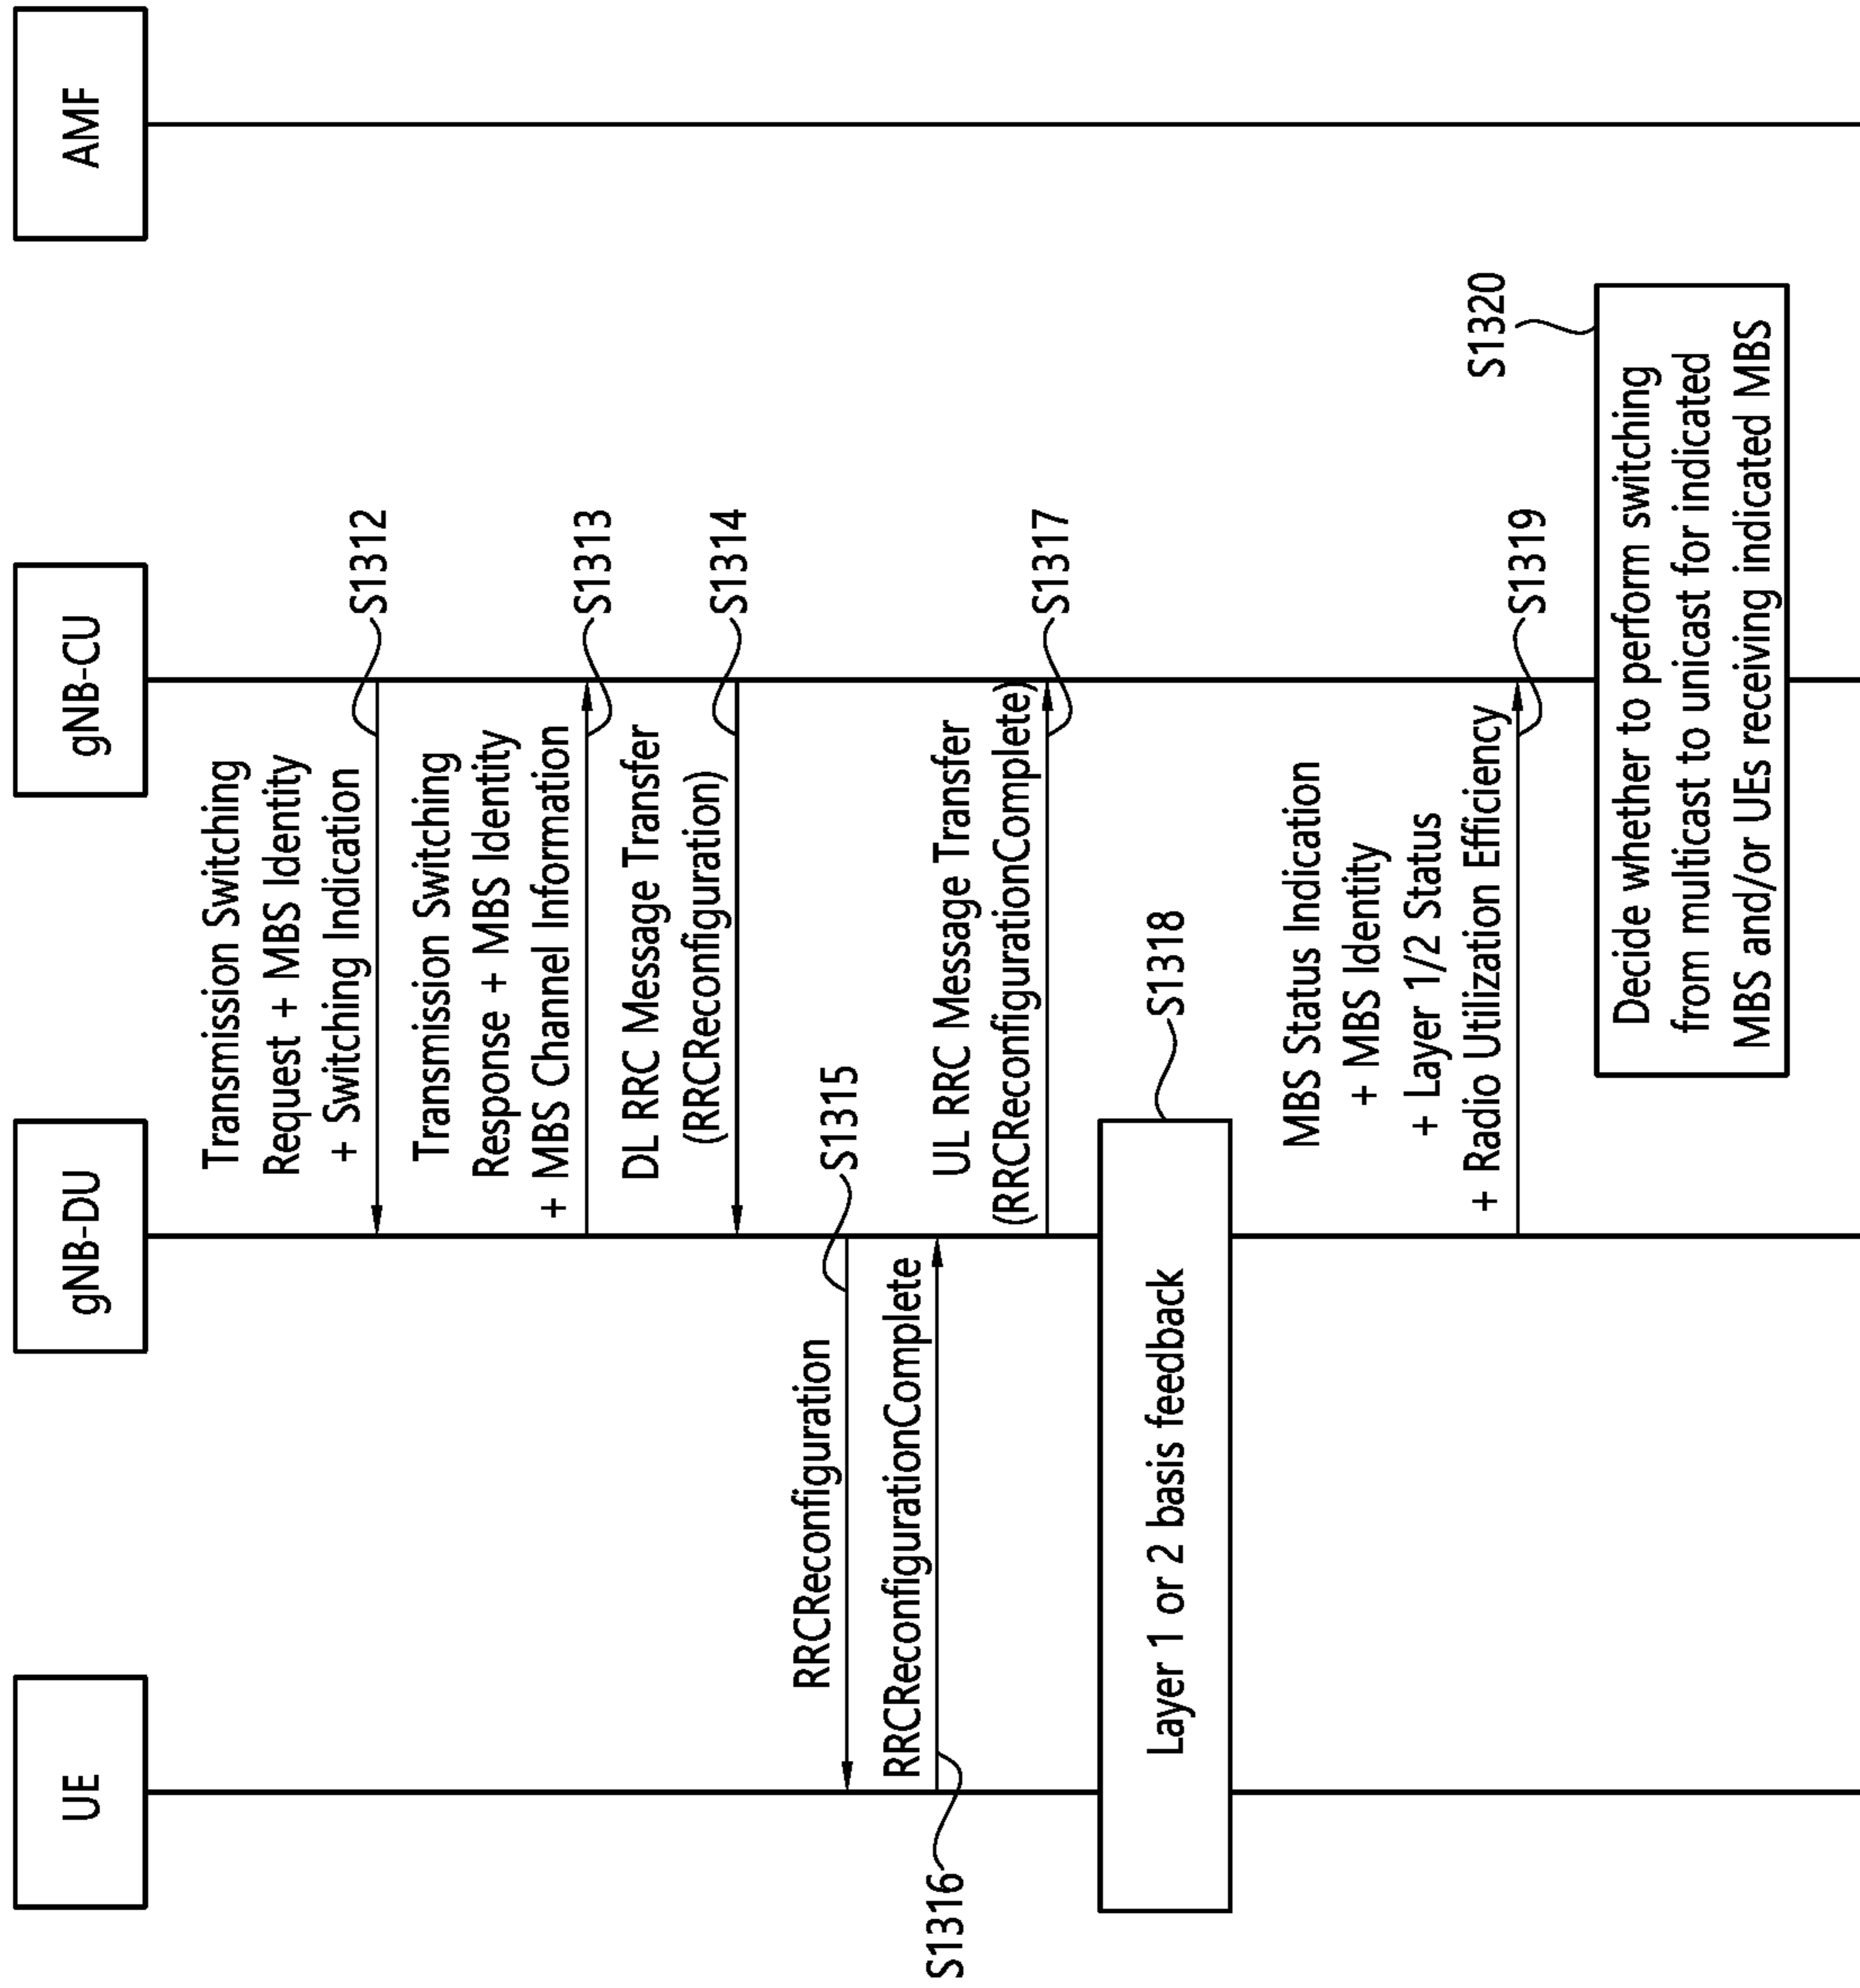 UE
gNB-DU
gNB-CU
AMF
Transmission Switching
Request + MBS Identity
+ Switching Indication
S1312
Transmission Switching
Response + MBS Identity
+ MBS Channel Information
S1313
DL RRC Message Transfer
(RRCReconfiguration)
S1314
RRCReconfiguration
S1315
RRCReconfigurationComplete
S1316
UL RRC Message Transfer
(RRCReconfigurationComplete)
S1317
Layer 1 or 2 basis feedback
S1318
MBS Status Indication
+ MBS Identity
+ Layer 1/2 Status
+ Radio Utilization Efficiency
S1319
S1320
Decide whether to perform switching
from multicast to unicast for indicated
MBS and/or UEs receiving indicated MBS